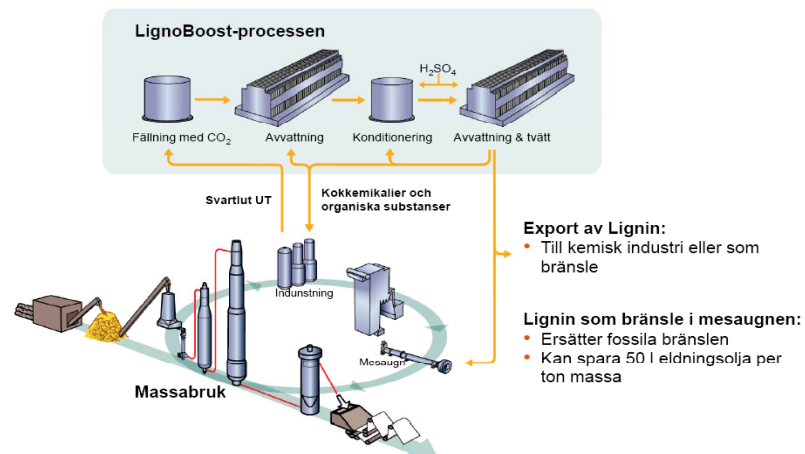 LignoBoost-processen
H₂SO₄
Fällning med CO₂
Avvattning
Konditionering
Avvattning & tvätt
Svartlut UT
Kokkemikalier och
organiska substanser
Indunstning
Mesaugn
Massabruk
Export av Lignin:
• Till kemisk industri eller som
bränsle
Lignin som bränsle i mesaugnen:
• Ersätter fossila bränslen
• Kan spara 50 l eldningsolja per
ton massa